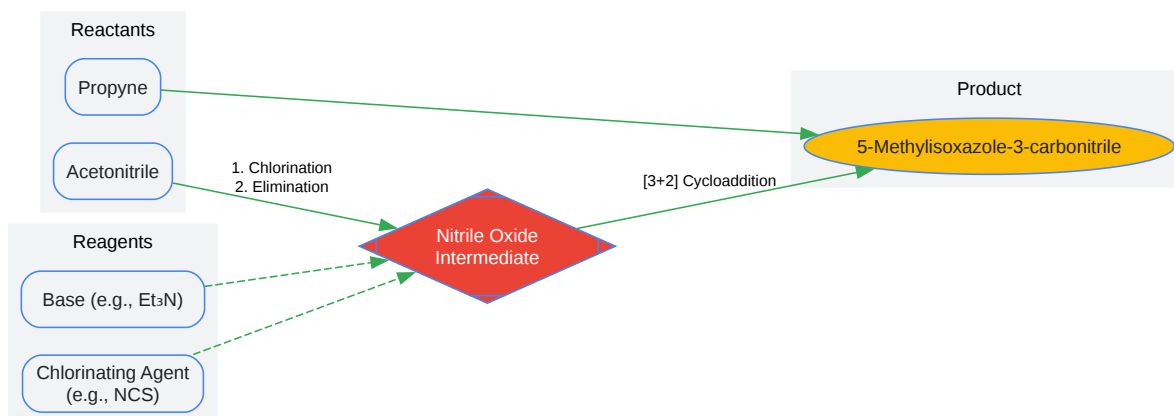 Reactants
Propyne
Acetonitrile
1. Chlorination
2. Elimination
Reagents
Base (e.g., Et₃N)
Chlorinating Agent
(e.g., NCS)
Nitrile Oxide
Intermediate
[3+2] Cycloaddition
Product
5-Methylisoxazole-3-carbonitrile